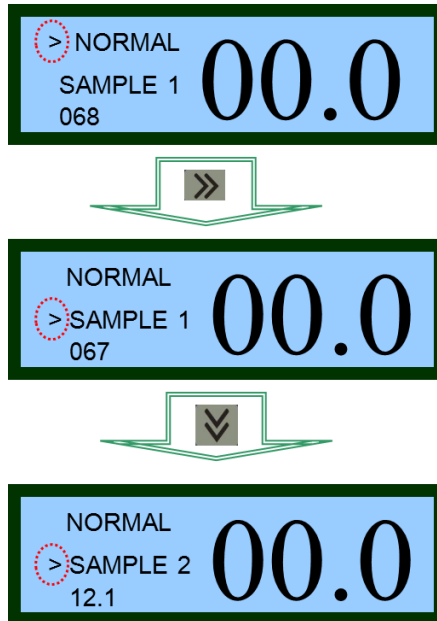 > NORMAL
SAMPLE 1
068
00.0
NORMAL
>SAMPLE 1
067
00.0
NORMAL
>SAMPLE 2
12.1
00.0